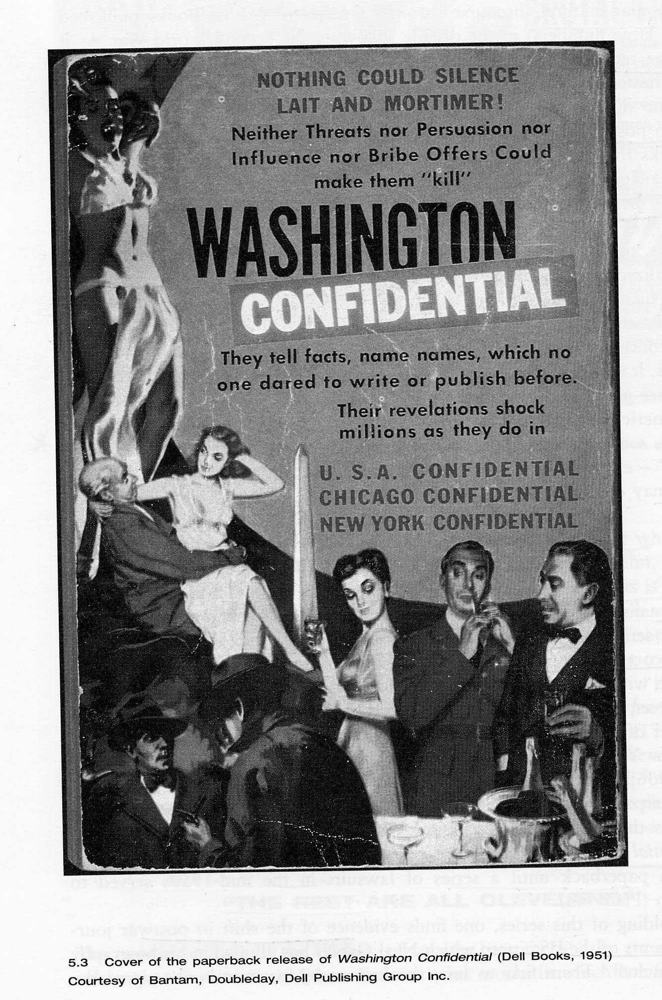 NOTHING COULD SILENCE
LAIT AND MORTIMER!
Neither Threats nor Persuasion nor
Influence nor Bribe Offers Could
make them "kill"
WASHINGTON
CONFIDENTIAL
They tell facts, name names, which no
one dared to write or publish before.
Their revelations shock
millions as they do in
U. S. A. CONFIDENTIAL
CHICAGO CONFIDENTIAL
NEW YORK CONFIDENTIAL
5.3 Cover of the paperback release of Washington Confidential (Dell Books, 1951)
Courtesy of Bantam, Doubleday, Dell Publishing Group Inc.